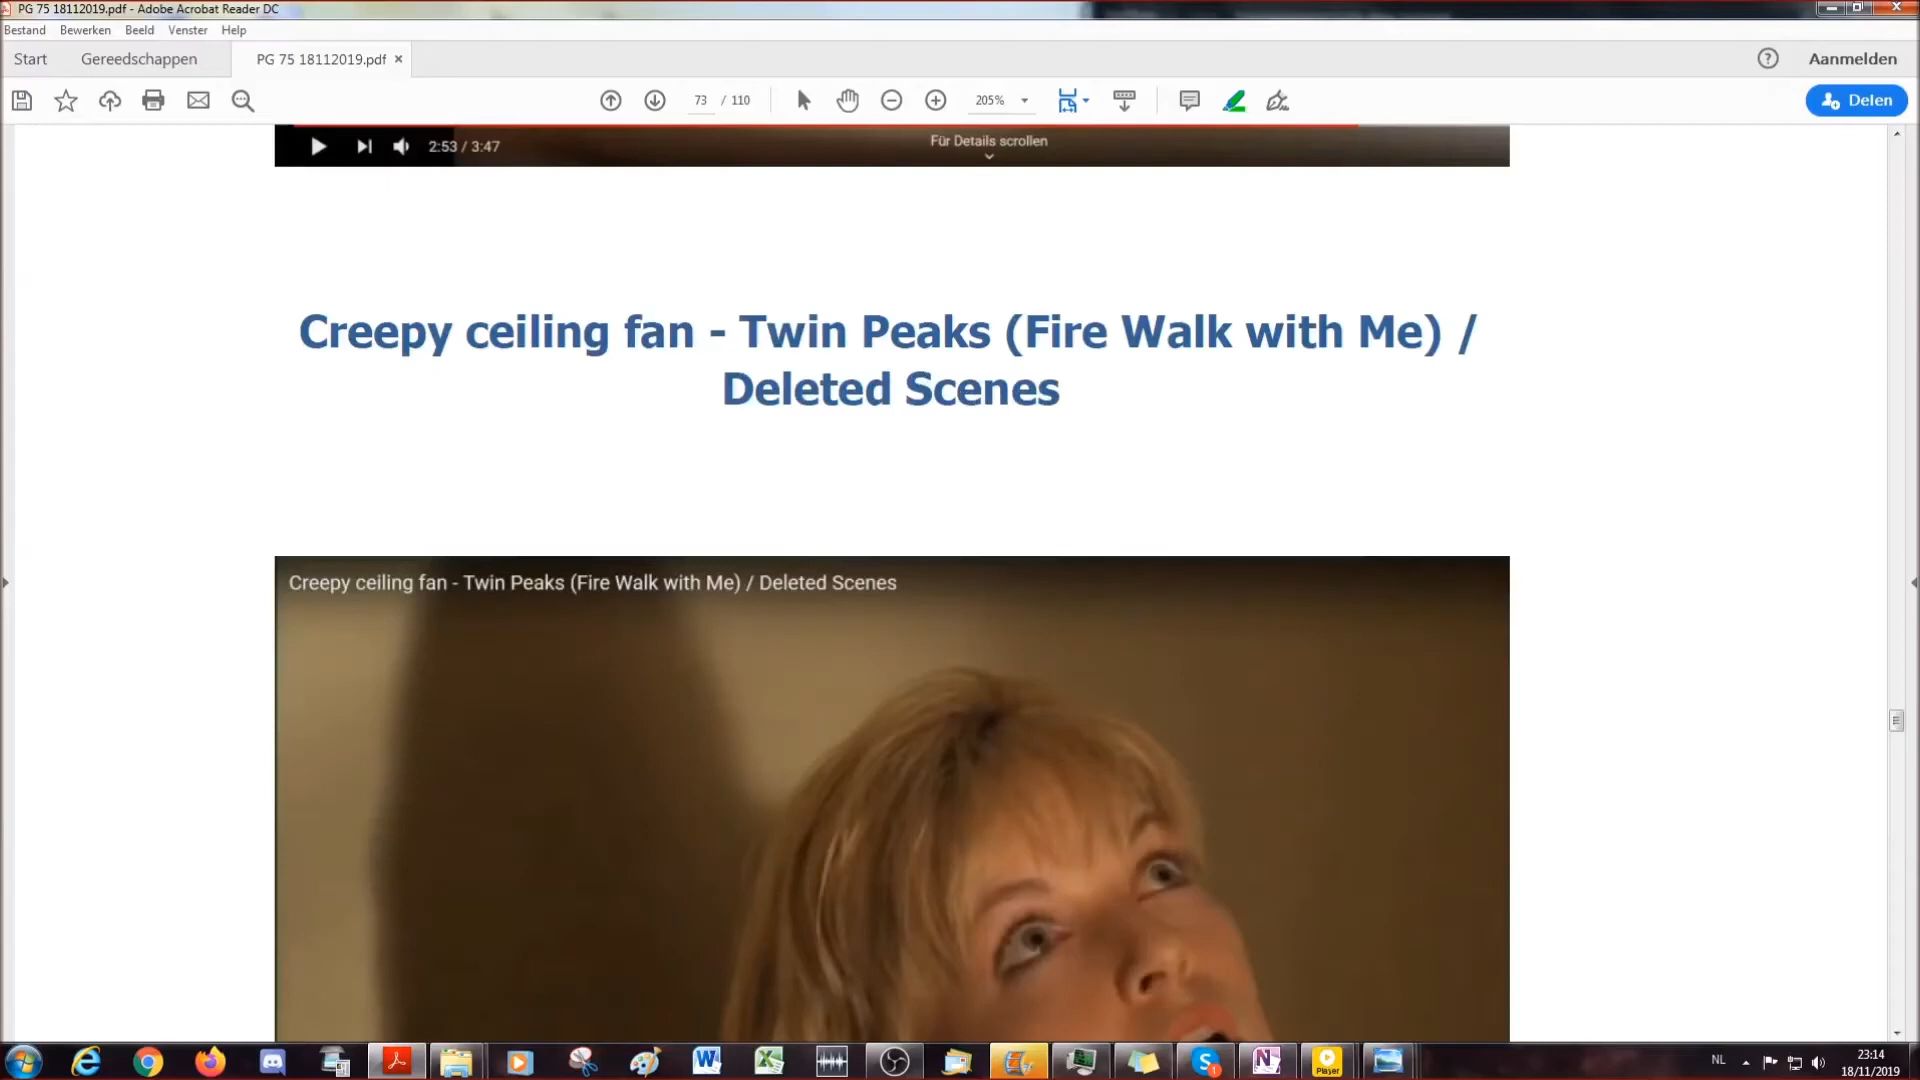 PG 75 18112019.pdf - Adobe Acrobat Reader DC
Bestand Bewerken Beeld Venster Help
Start Gereedschappen PG 75 18112019.pdf × Aanmelden
73 / 110 205% Delen
2:53 / 3:47 Für Details scrollen
Creepy ceiling fan - Twin Peaks (Fire Walk with Me) /
Deleted Scenes
Creepy ceiling fan - Twin Peaks (Fire Walk with Me) / Deleted Scenes
Player
NL 23:14
18/11/2019